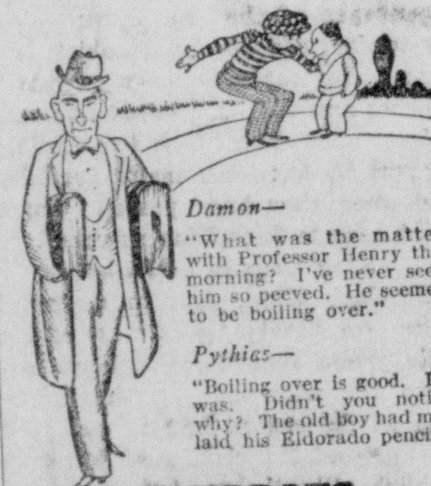 Damon—
"What was the matte
with Professor Henry th
morning? I've never see
him so peeved. He seeme
to be boiling over."
Pythias—
"Boiling over is good.
was. Didn't you noti
why? The old boy had m
laid his Eldorado penci